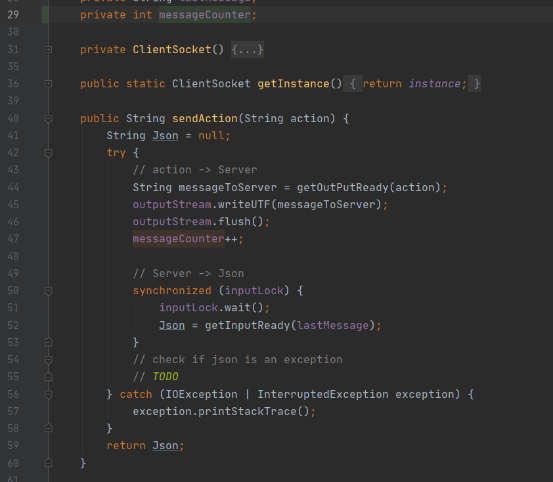 29 private int messageCounter;
30
31 private ClientSocket() {...}
35
36 public static ClientSocket getInstance() { return instance; }
39
40 public String sendAction(String action) {
41 String Json = null;
42 try {
43 // action -> Server
44 String messageToServer = getOutPutReady(action);
45 outputStream.writeUTF(messageToServer);
46 outputStream.flush();
47 messageCounter++;
48
49 // Server -> Json
50 synchronized (inputLock) {
51 inputLock.wait();
52 Json = getInputReady(lastMessage);
53 }
54 // check if json is an exception
55 // TODO
56 } catch (IOException | InterruptedException exception) {
57 exception.printStackTrace();
58 }
59 return Json;
60 }
61